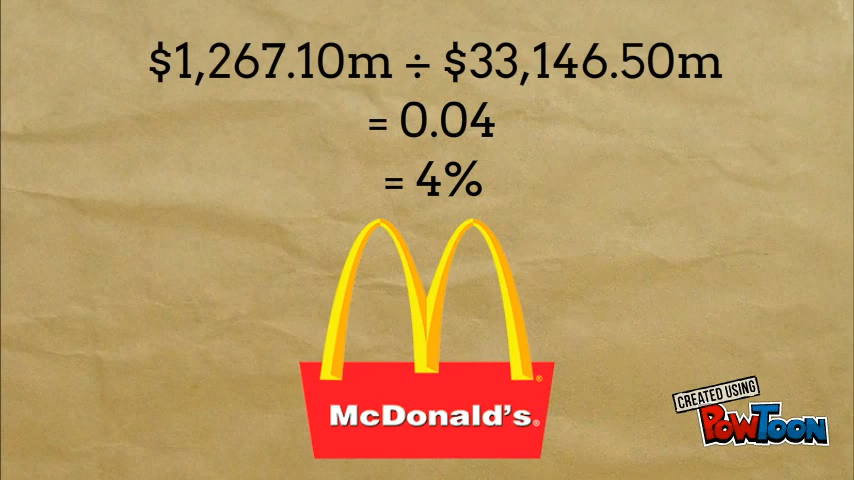 $1,267.10m ÷ $33,146.50m
= 0.04
= 4%
®
McDonald's®
CREATED USING
POWTOON